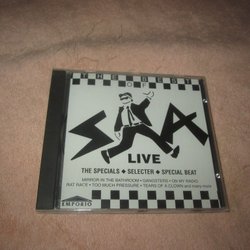 THE BEST
OF
SKA
LIVE
THE SPECIALS ◆ SELECTER ◆ SPECIAL BEAT
MIRROR IN THE BATHROOM • GANGSTERS • ON MY RADIO
RAT RACE • TOO MUCH PRESSURE • TEARS OF A CLOWN and many more
EMPORIO